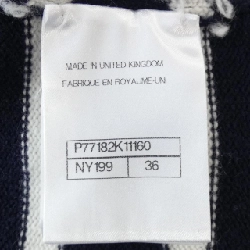 MADE IN UNITED KINGDOM
FABRIQUE EN ROYAUME-UNI
P77182K11160
NY199 36